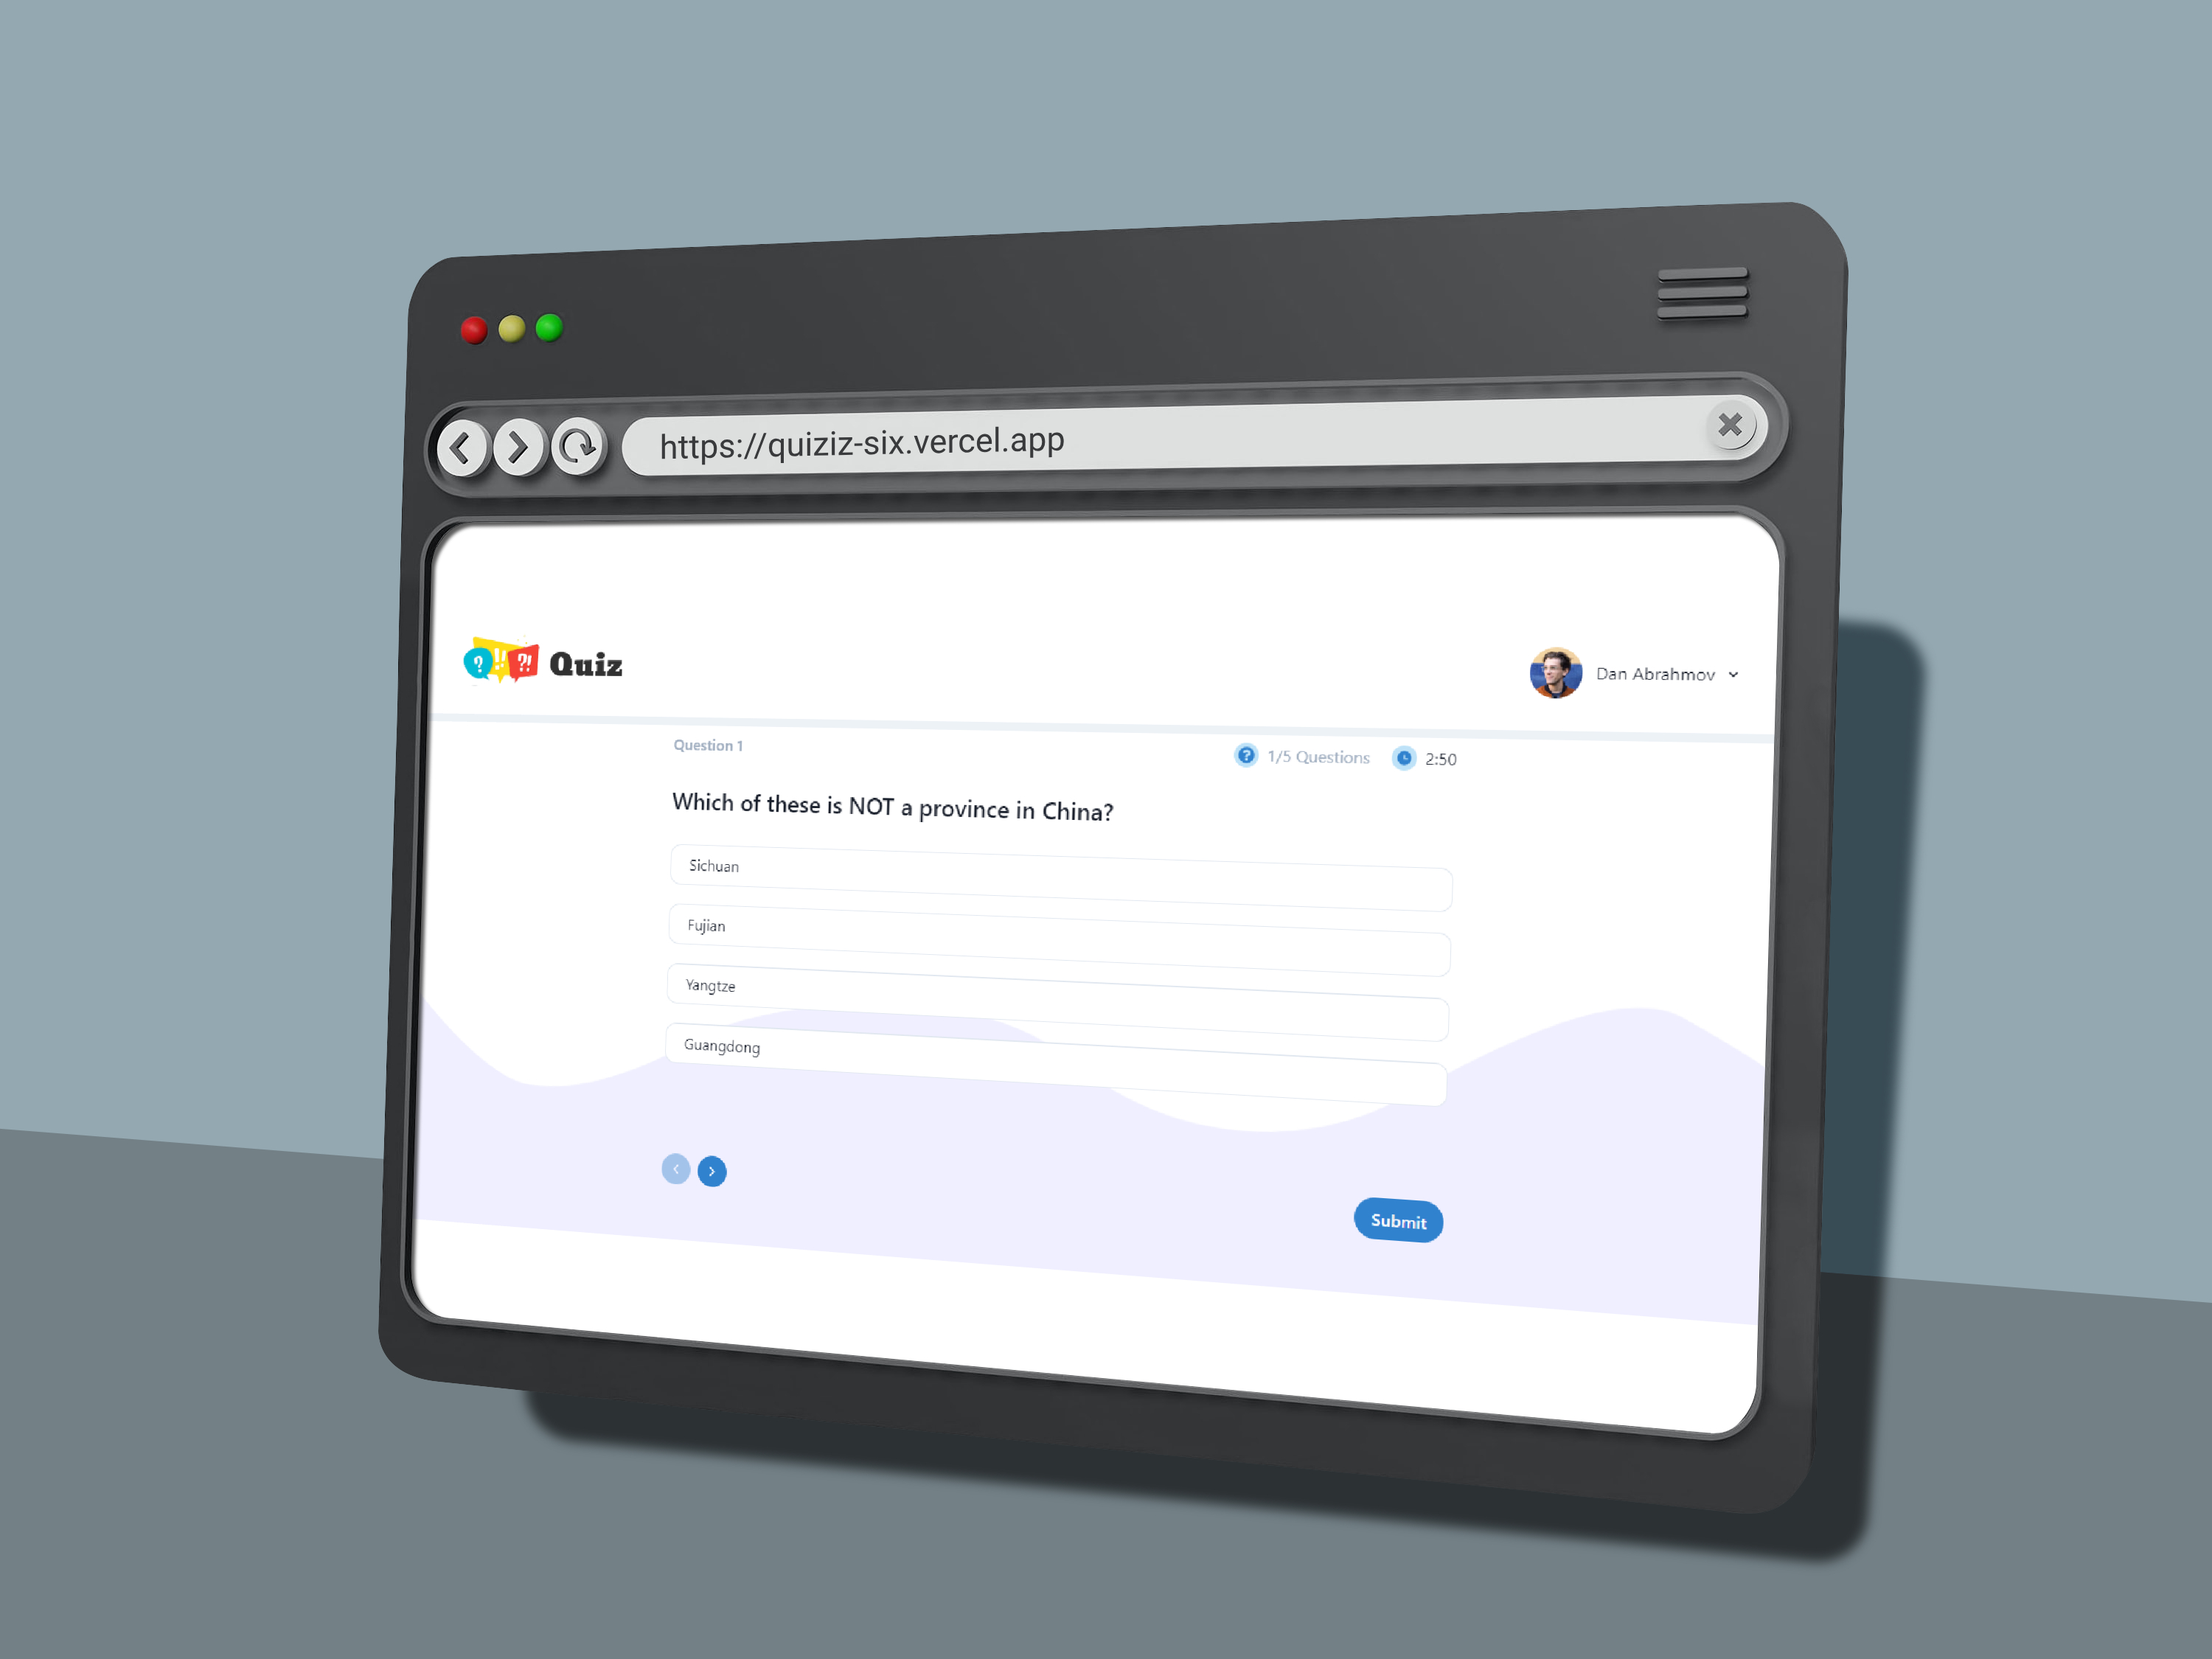 https://quiziz-six.vercel.app
? !! ?! Quiz
Dan Abrahmov
Question 1
? 1/5 Questions 2:50
Which of these is NOT a province in China?
Sichuan
Fujian
Yangtze
Guangdong
Submit